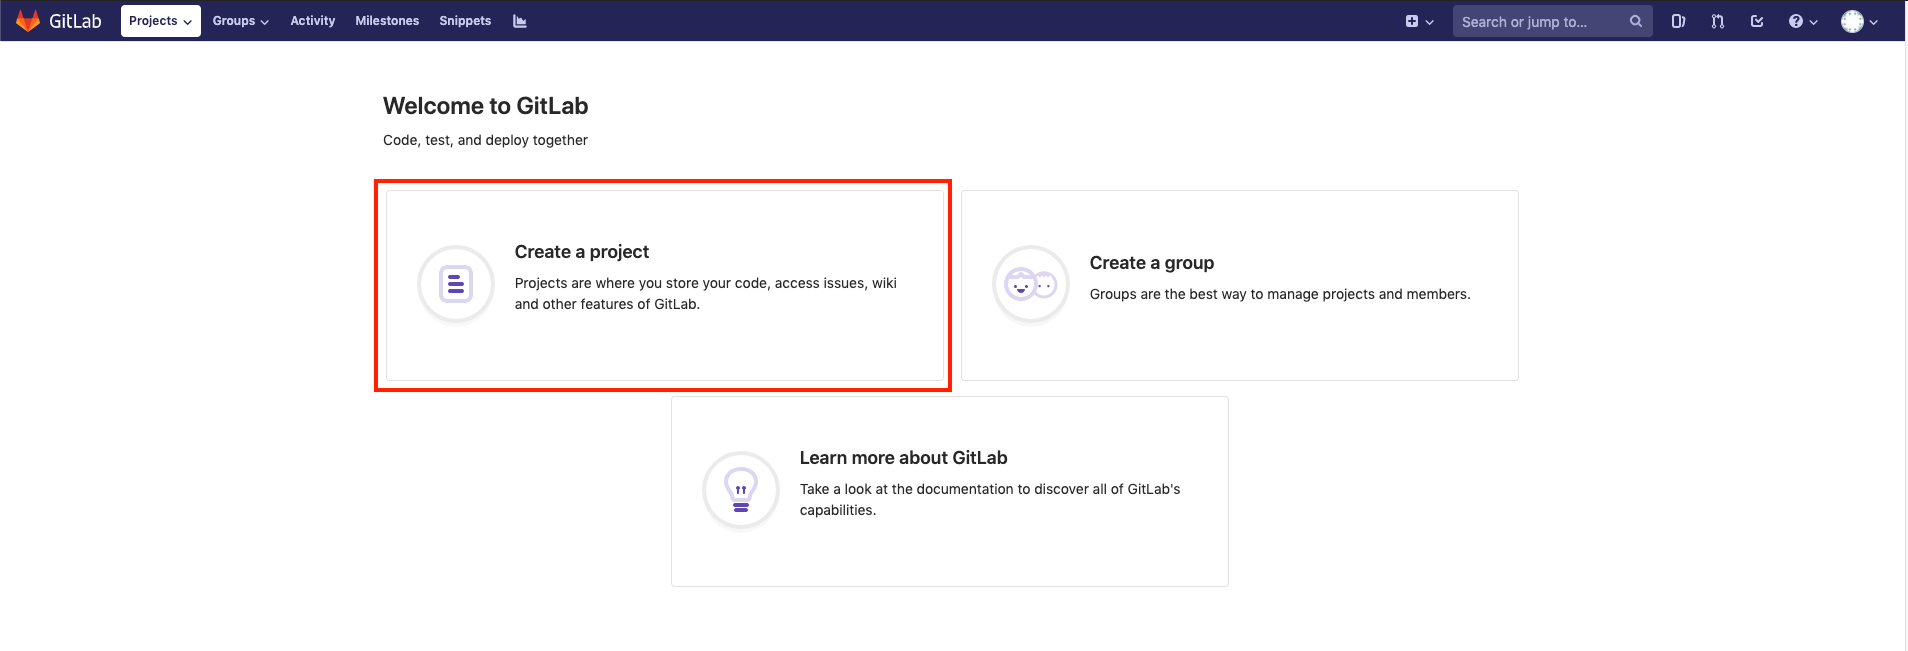 GitLab Projects Groups Activity Milestones Snippets Search or jump to...
Welcome to GitLab
Code, test, and deploy together
Create a project
Projects are where you store your code, access issues, wiki
and other features of GitLab.
Create a group
Groups are the best way to manage projects and members.
Learn more about GitLab
Take a look at the documentation to discover all of GitLab's
capabilities.